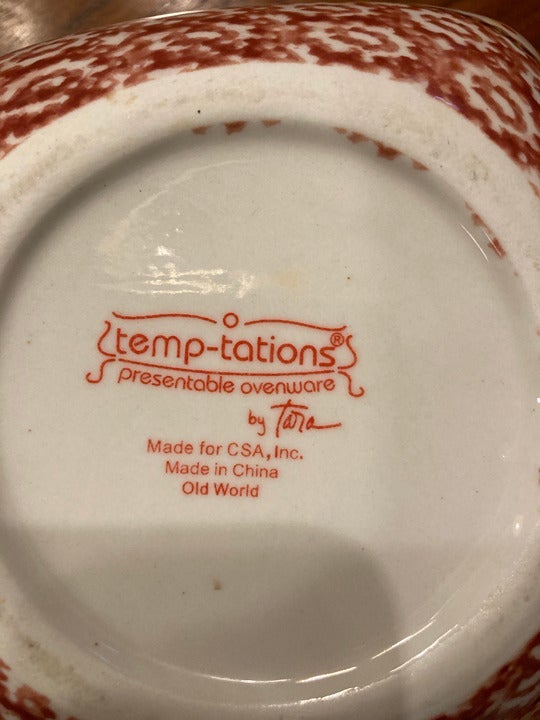 temp-tations®
presentable ovenware
by Tara
Made for CSA, Inc.
Made in China
Old World